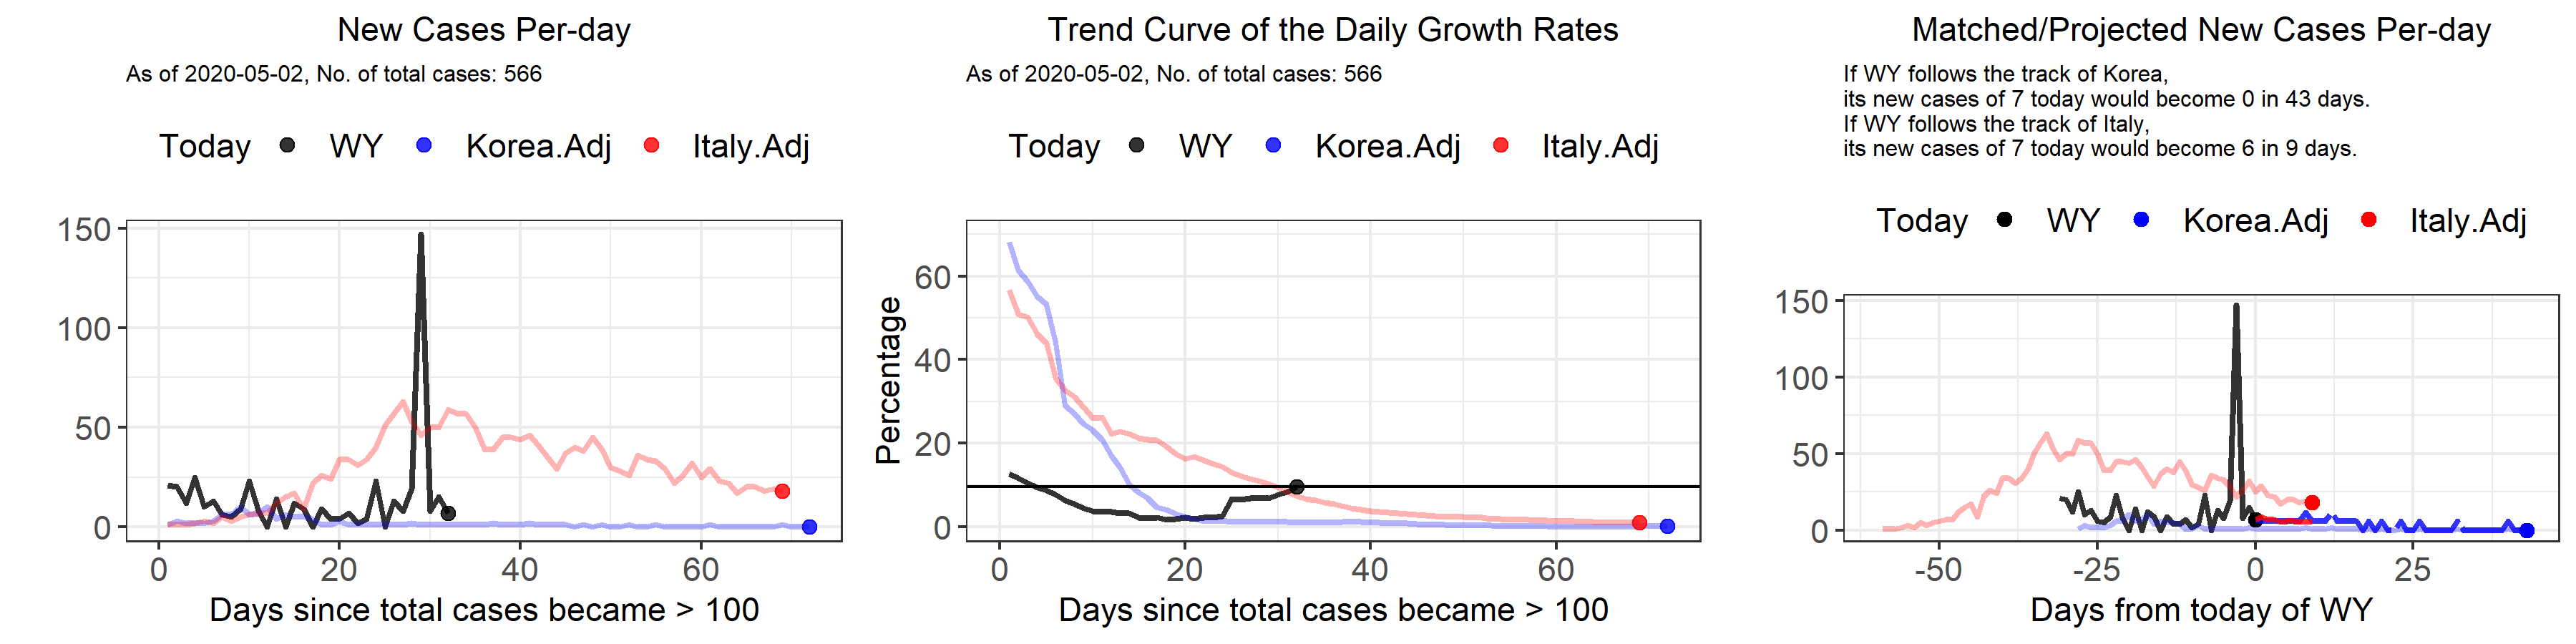 New Cases Per-day
As of 2020-05-02, No. of total cases: 566
Today WY Korea.Adj Italy.Adj
150
100
50
0
0 20 40 60
Days since total cases became > 100
Trend Curve of the Daily Growth Rates
As of 2020-05-02, No. of total cases: 566
Today WY Korea.Adj Italy.Adj
Percentage
60
40
20
0
0 20 40 60
Days since total cases became > 100
Matched/Projected New Cases Per-day
If WY follows the track of Korea,
its new cases of 7 today would become 0 in 43 days.
If WY follows the track of Italy,
its new cases of 7 today would become 6 in 9 days.
Today WY Korea.Adj Italy.Adj
150
100
50
0
-50 -25 0 25
Days from today of WY